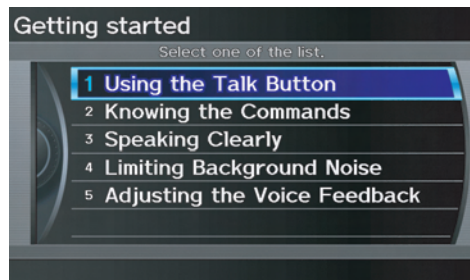 Getting started
Select one of the list.
1 Using the Talk Button
2 Knowing the Commands
3 Speaking Clearly
4 Limiting Background Noise
5 Adjusting the Voice Feedback